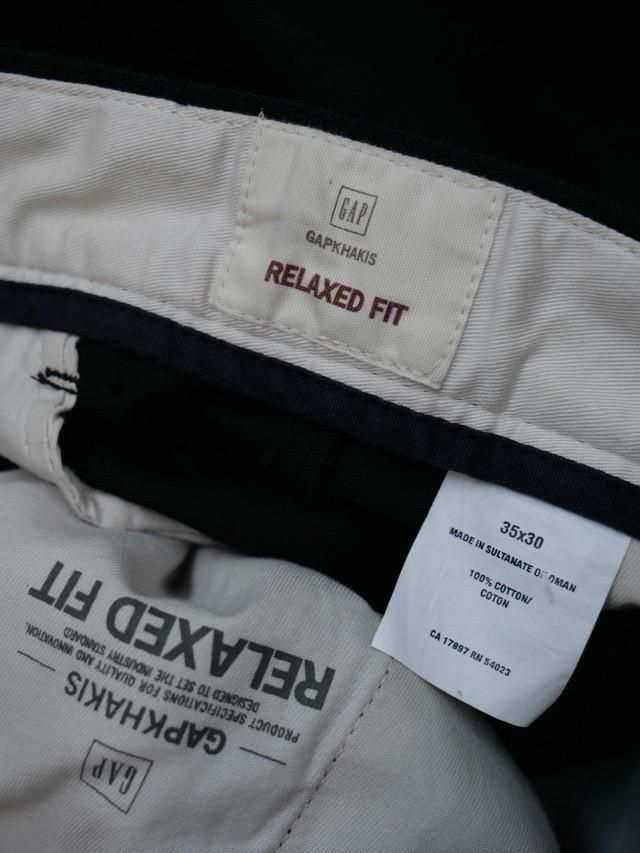 GAP
GAPKHAKIS
RELAXED FIT
35x30
MADE IN SULTANATE OF OMAN
100% COTTON/
COTON
CA 17897 RN 54023
GAP
GAPKHAKIS
PRODUCT SPECIFICATIONS FOR QUALITY AND INNOVATION.
DESIGNED TO SET THE INDUSTRY STANDARD
RELAXED FIT